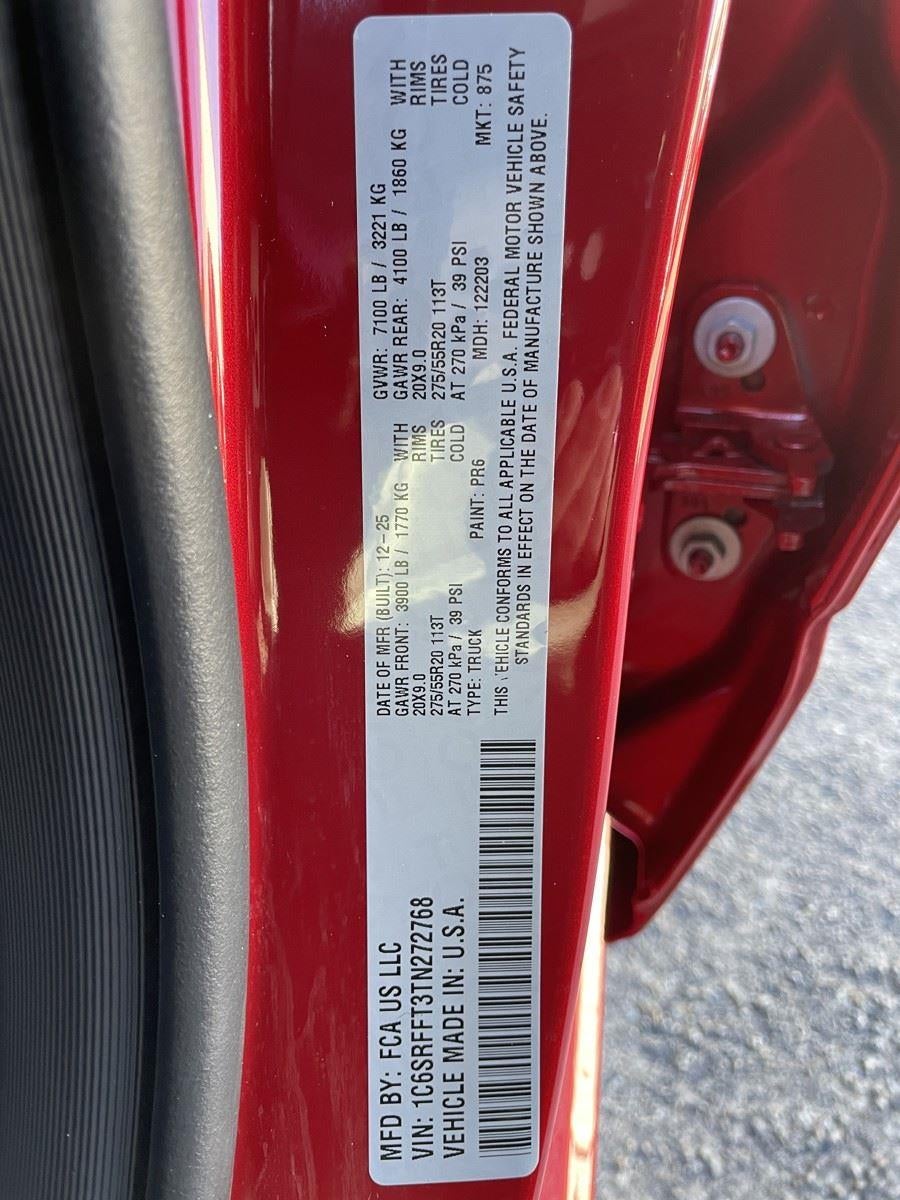 MFD BY: FCA US LLC
VIN: 1C6SRFFT3TN272768
VEHICLE MADE IN: U.S.A.
DATE OF MFR (BUILT): 12-25 GVWR: 7100 LB / 3221 KG
GAWR FRONT: 3900 LB / 1770 KG WITH GAWR REAR: 4100 LB / 1860 KG WITH
20X9.0 RIMS 20X9.0 RIMS
275/55R20 113T TIRES 275/55R20 113T TIRES
AT 270 kPa / 39 PSI COLD AT 270 kPa / 39 PSI COLD
TYPE: TRUCK PAINT: PR6 MDH: 122203 MKT: 875
THIS VEHICLE CONFORMS TO ALL APPLICABLE U.S.A. FEDERAL MOTOR VEHICLE SAFETY
STANDARDS IN EFFECT ON THE DATE OF MANUFACTURE SHOWN ABOVE.